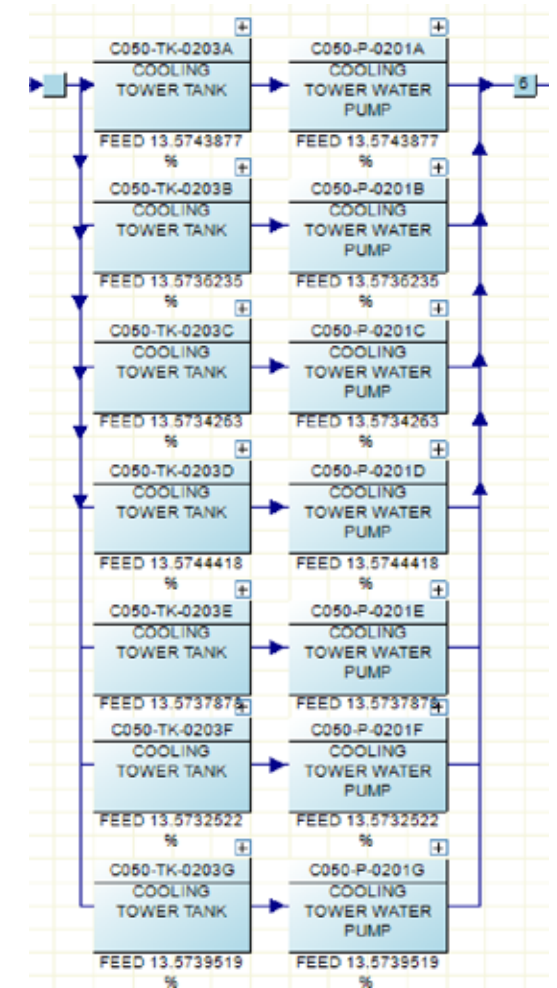 C050-TK-0203A
COOLING
TOWER TANK
FEED 13.5743877
%
C050-P-0201A
COOLING
TOWER WATER
PUMP
FEED 13.5743877
%
6
C050-TK-0203B
COOLING
TOWER TANK
FEED 13.5736235
%
C050-P-0201B
COOLING
TOWER WATER
PUMP
FEED 13.5736235
%
C050-TK-0203C
COOLING
TOWER TANK
FEED 13.5734263
%
C050-P-0201C
COOLING
TOWER WATER
PUMP
FEED 13.5734263
%
C050-TK-0203D
COOLING
TOWER TANK
FEED 13.5744418
%
C050-P-0201D
COOLING
TOWER WATER
PUMP
FEED 13.5744418
%
C050-TK-0203E
COOLING
TOWER TANK
FEED 13.573787
C050-P-0201E
COOLING
TOWER WATER
PUMP
FEED 13.573787
C050-TK-0203F
COOLING
TOWER TANK
FEED 13.5732522
%
C050-P-0201F
COOLING
TOWER WATER
PUMP
FEED 13.5732522
%
C050-TK-0203G
COOLING
TOWER TANK
FEED 13.5739519
%
C050-P-0201G
COOLING
TOWER WATER
PUMP
FEED 13.5739519
%